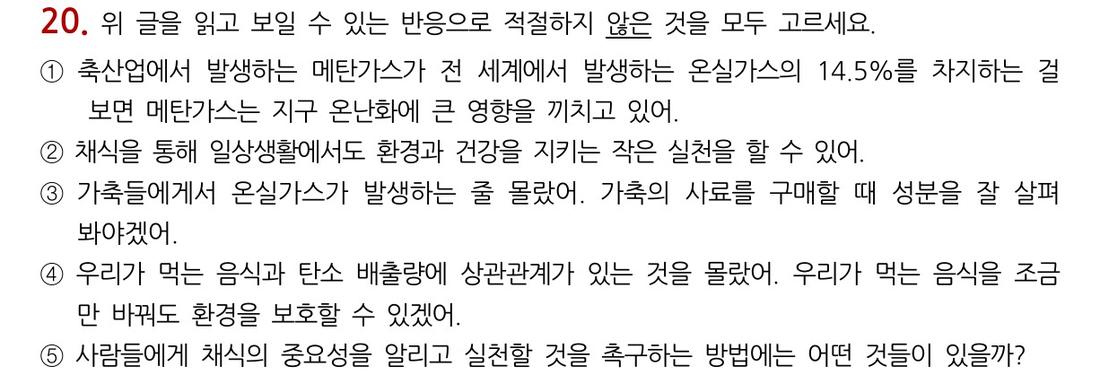 20. 위 글을 읽고 보일 수 있는 반응으로 적절하지 않은 것을 모두 고르세요.
① 축산업에서 발생하는 메탄가스가 전 세계에서 발생하는 온실가스의 14.5%를 차지하는 걸
보면 메탄가스는 지구 온난화에 큰 영향을 끼치고 있어.
② 채식을 통해 일상생활에서도 환경과 건강을 지키는 작은 실천을 할 수 있어.
③ 가축들에게서 온실가스가 발생하는 줄 몰랐어. 가축의 사료를 구매할 때 성분을 잘 살펴
봐야겠어.
④ 우리가 먹는 음식과 탄소 배출량에 상관관계가 있는 것을 몰랐어. 우리가 먹는 음식을 조금
만 바꿔도 환경을 보호할 수 있겠어.
⑤ 사람들에게 채식의 중요성을 알리고 실천할 것을 촉구하는 방법에는 어떤 것들이 있을까?